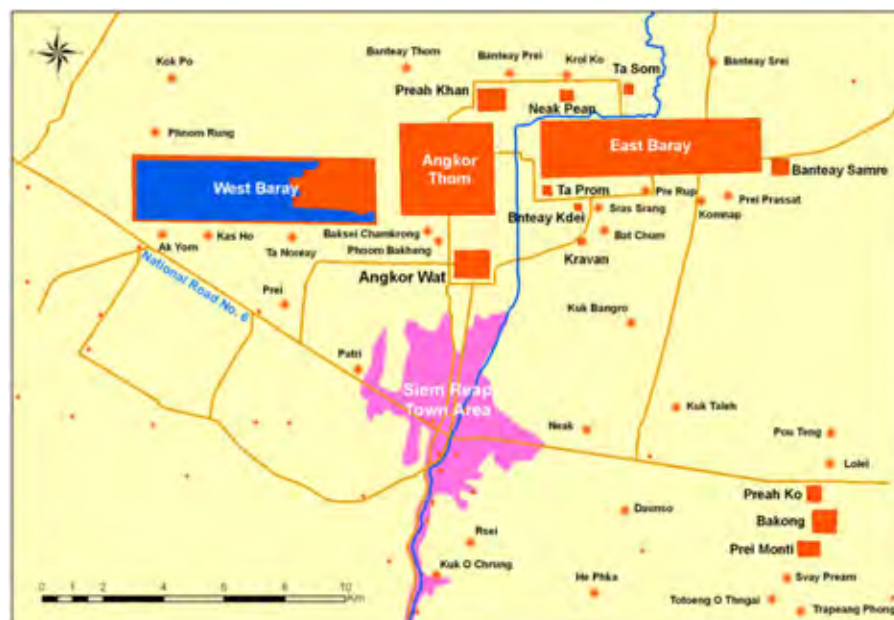 Kok Po
Banteay Thom
Banteay Prei
Krol Ko
Ta Som
Banteay Srei
Preah Khan
Neak Peap
Phnom Rung
West Baray
Angkor
Thom
East Baray
Banteay Samre
Ta Prom
Pre Rup
Prei Prassat
Bnteay Kdei
Sras Srang
Komnap
Ak Yom
Kas Ho
Ta Noreay
Baksei Chamkrong
Phnom Bakheng
Bat Chum
Kravan
Angkor Wat
National Road No. 6
Prei
Kuk Bangro
Putri
Siem Reap
Town Area
Kuk Taleh
Neak
Pou Teng
Lolei
Preah Ko
Daunso
Bakong
Rsei
Prei Monti
Kuk O Chrung
He Phka
Svay Pream
Totoeng O Thngai
Trapeang Phong
0 2 4 6 8 10
Km